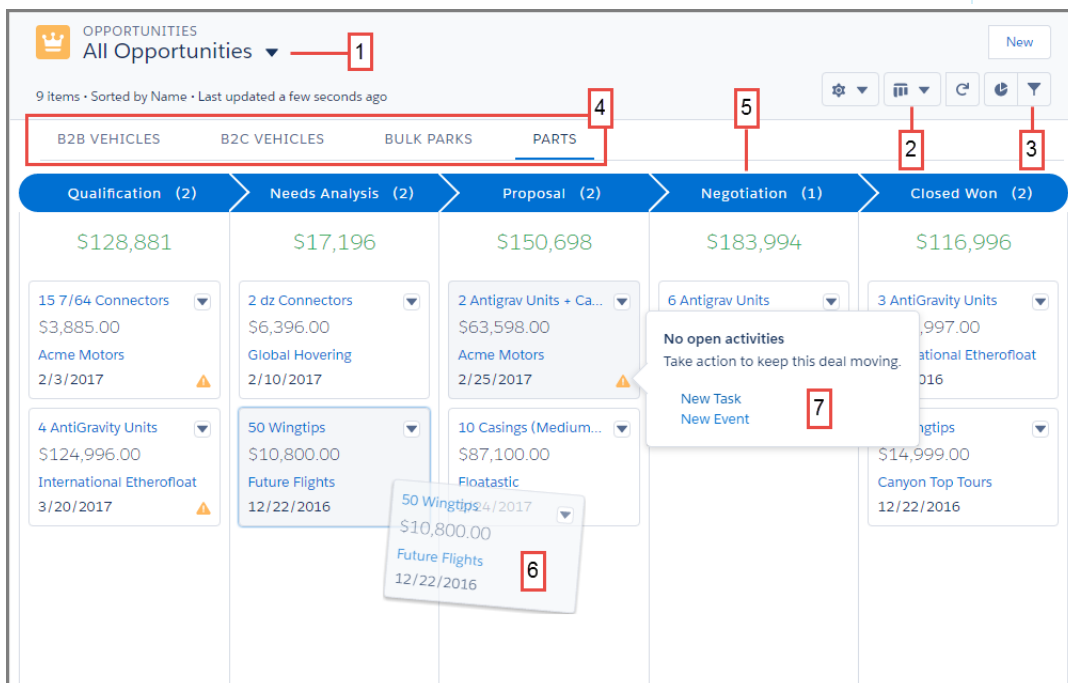 OPPORTUNITIES
All Opportunities
1
New
9 items • Sorted by Name • Last updated a few seconds ago
4
5
2
3
B2B VEHICLES B2C VEHICLES BULK PARKS PARTS
Qualification (2) Needs Analysis (2) Proposal (2) Negotiation (1) Closed Won (2)
$128,881 $17,196 $150,698 $183,994 $116,996
15 7/64 Connectors
$3,885.00
Acme Motors
2/3/2017
4 AntiGravity Units
$124,996.00
International Etherofloat
3/20/2017
2 dz Connectors
$6,396.00
Global Hovering
2/10/2017
50 Wingtips
$10,800.00
Future Flights
12/22/2016
2 Antigrav Units + Ca...
$63,598.00
Acme Motors
2/25/2017
10 Casings (Medium...
$87,100.00
Floatastic
24/2017
50 Wingtips
$10,800.00
Future Flights
12/22/2016
6
6 Antigrav Units
No open activities
Take action to keep this deal moving.
New Task
New Event
7
3 AntiGravity Units
,997.00
ational Etherofloat
016
ngtips
$14,999.00
Canyon Top Tours
12/22/2016